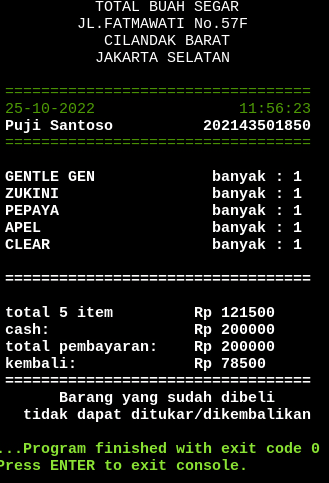 TOTAL BUAH SEGAR
JL.FATMAWATI No.57F
CILANDAK BARAT
JAKARTA SELATAN
==================================
25-10-2022 11:56:23
Puji Santoso 202143501850
==================================
GENTLE GEN banyak : 1
ZUKINI banyak : 1
PEPAYA banyak : 1
APEL banyak : 1
CLEAR banyak : 1
==================================
total 5 item Rp 121500
cash: Rp 200000
total pembayaran: Rp 200000
kembali: Rp 78500
==================================
Barang yang sudah dibeli
tidak dapat ditukar/dikembalikan
...Program finished with exit code 0
Press ENTER to exit console.